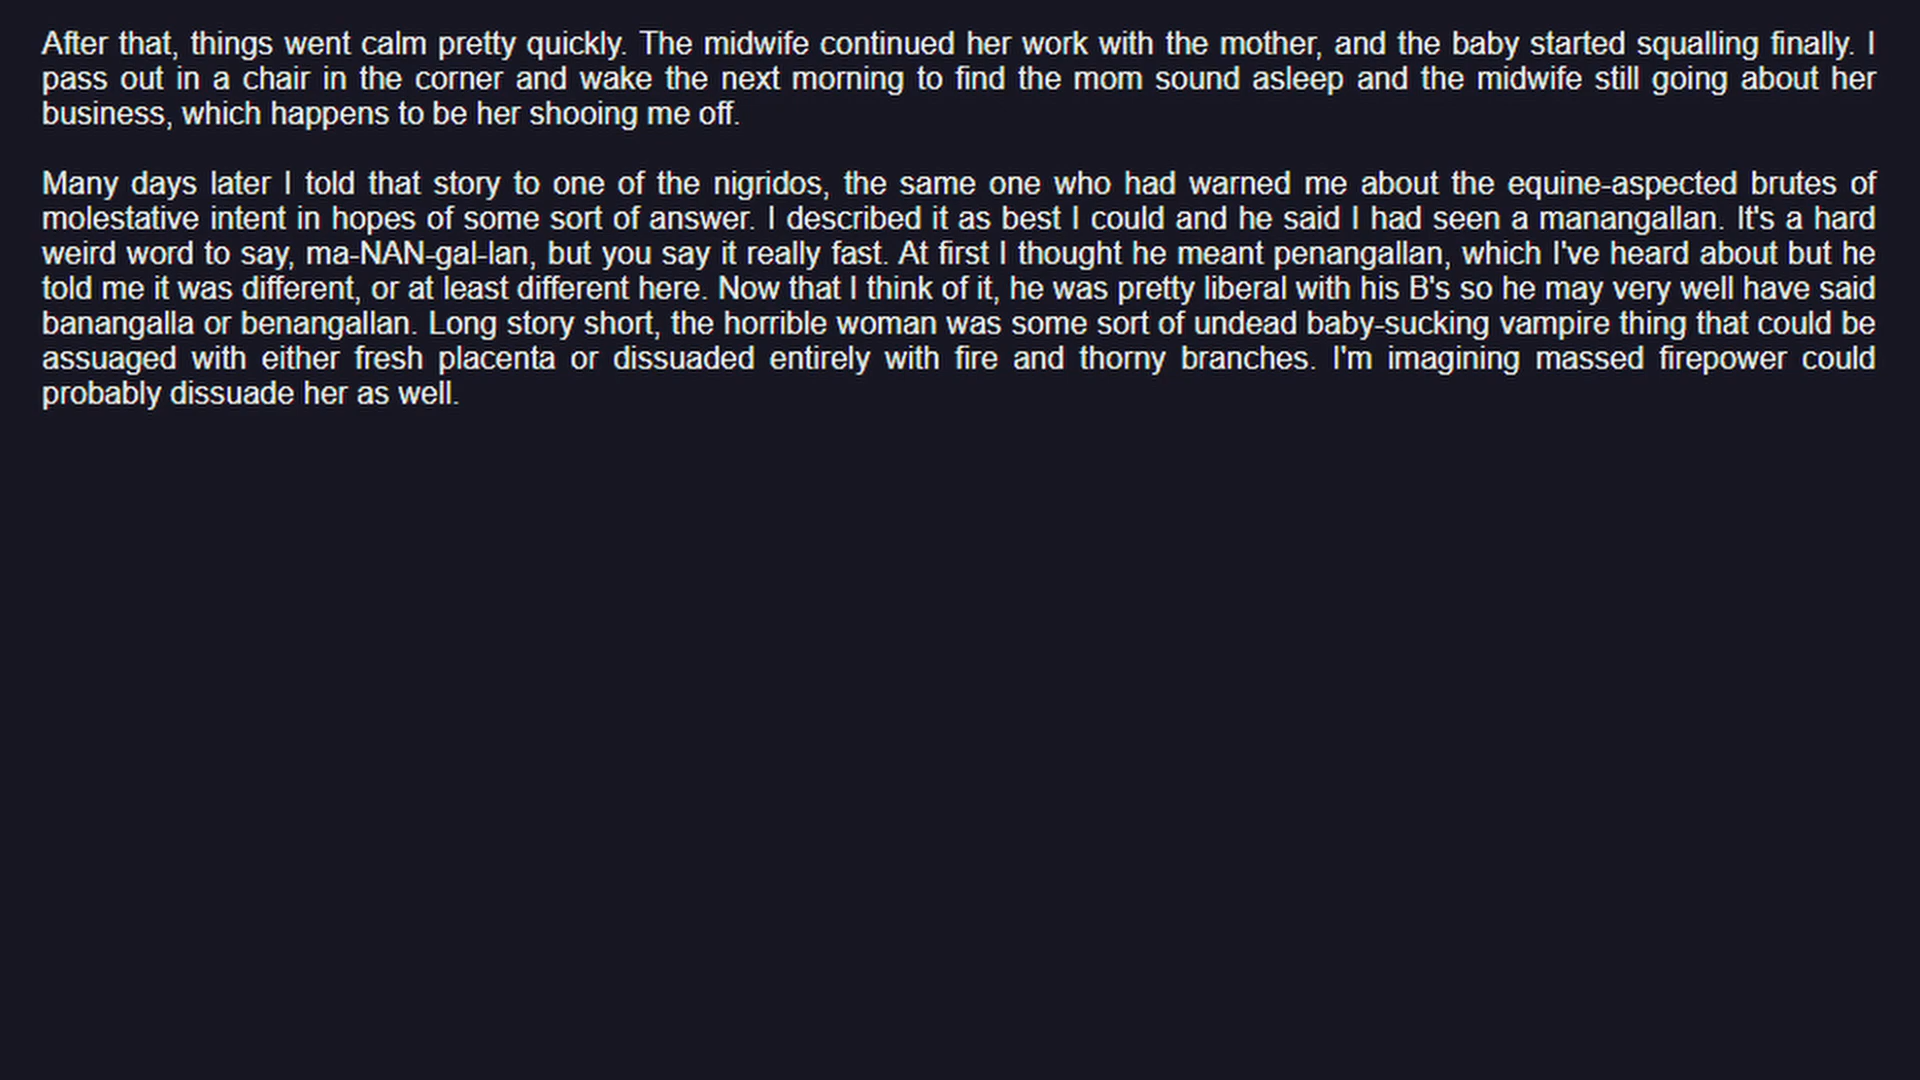 After that, things went calm pretty quickly. The midwife continued her work with the mother, and the baby started squalling finally. I
pass out in a chair in the corner and wake the next morning to find the mom sound asleep and the midwife still going about her
business, which happens to be her shooing me off.
Many days later I told that story to one of the nigridos, the same one who had warned me about the equine-aspected brutes of
molestative intent in hopes of some sort of answer. I described it as best I could and he said I had seen a manangallan. It's a hard
weird word to say, ma-NAN-gal-lan, but you say it really fast. At first I thought he meant penangallan, which I've heard about but he
told me it was different, or at least different here. Now that I think of it, he was pretty liberal with his B's so he may very well have said
banangalla or benangallan. Long story short, the horrible woman was some sort of undead baby-sucking vampire thing that could be
assuaged with either fresh placenta or dissuaded entirely with fire and thorny branches. I'm imagining massed firepower could
probably dissuade her as well.